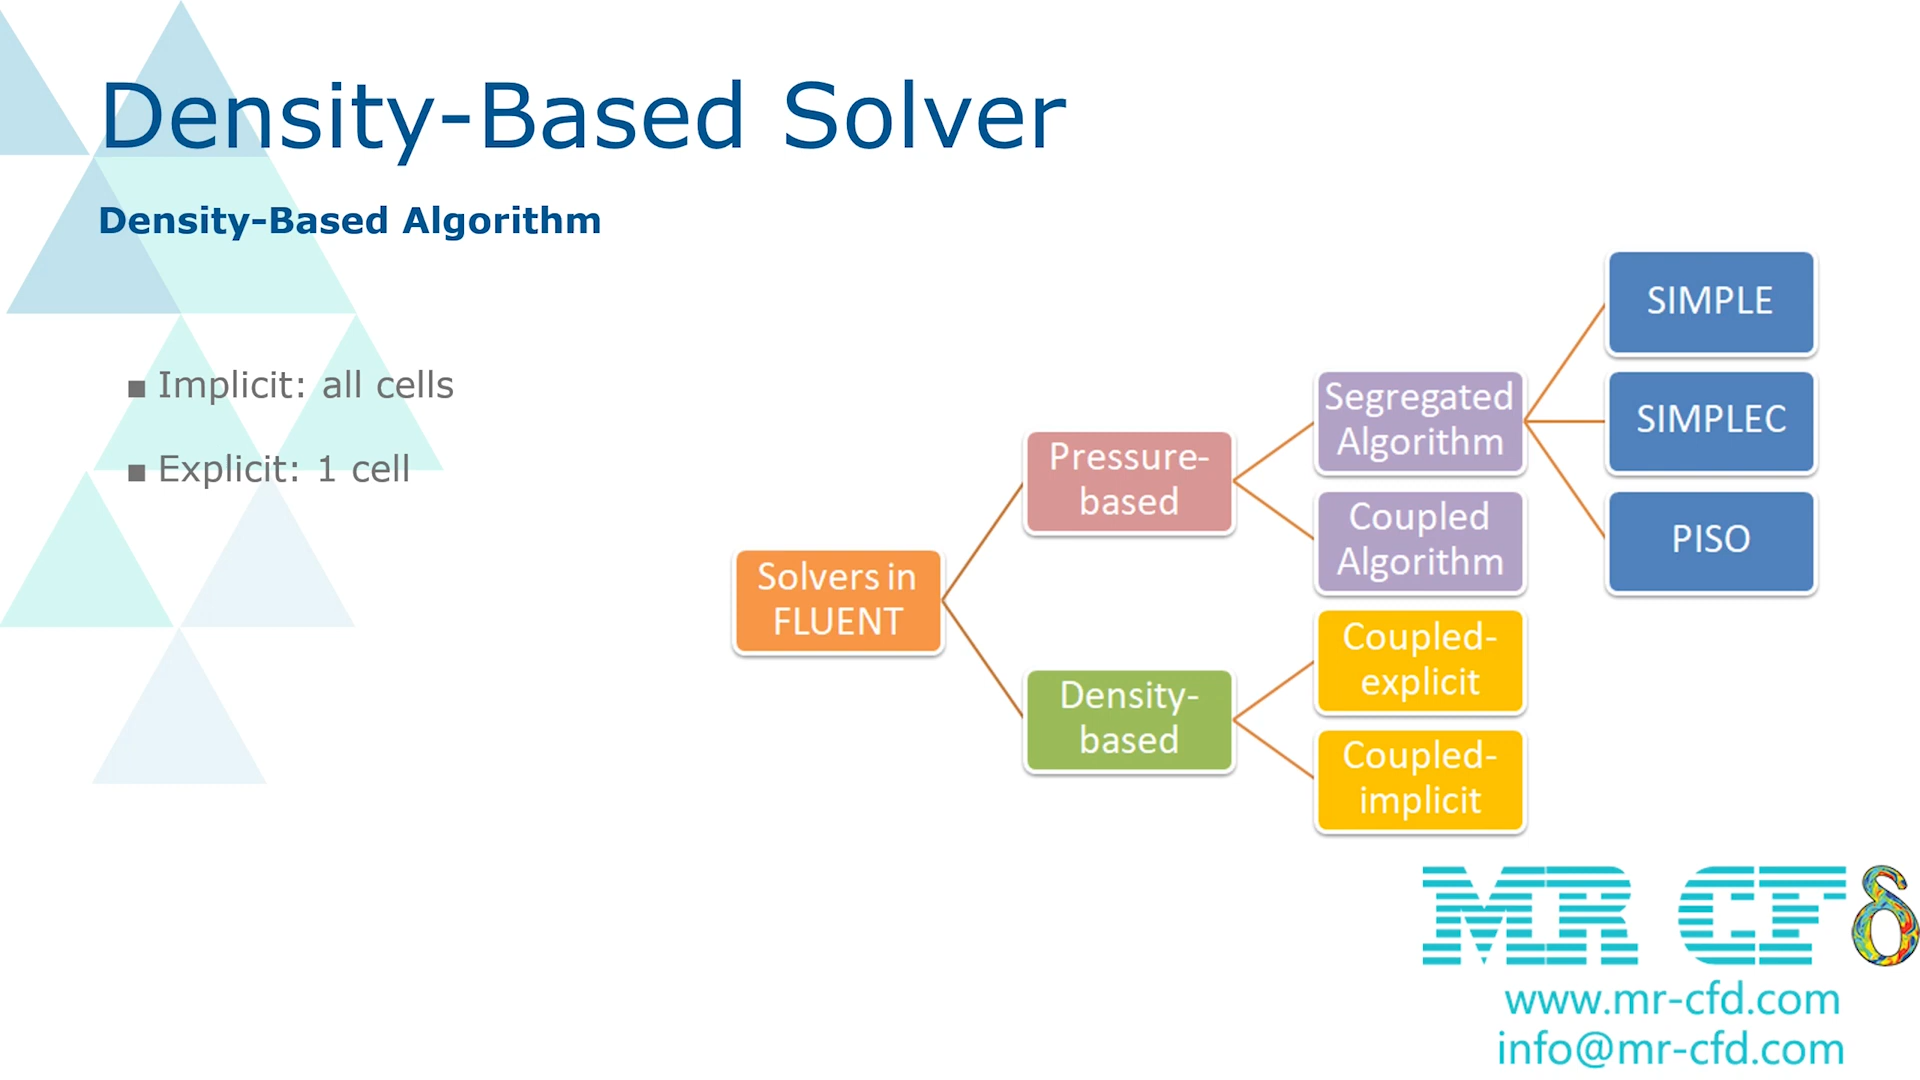 Density-Based Solver
Density-Based Algorithm
■ Implicit: all cells
■ Explicit: 1 cell
Solvers in
FLUENT
Pressure-
based
Density-
based
Segregated
Algorithm
Coupled
Algorithm
Coupled-
explicit
Coupled-
implicit
SIMPLE
SIMPLEC
PISO
MR CFδ
www.mr-cfd.com
info@mr-cfd.com